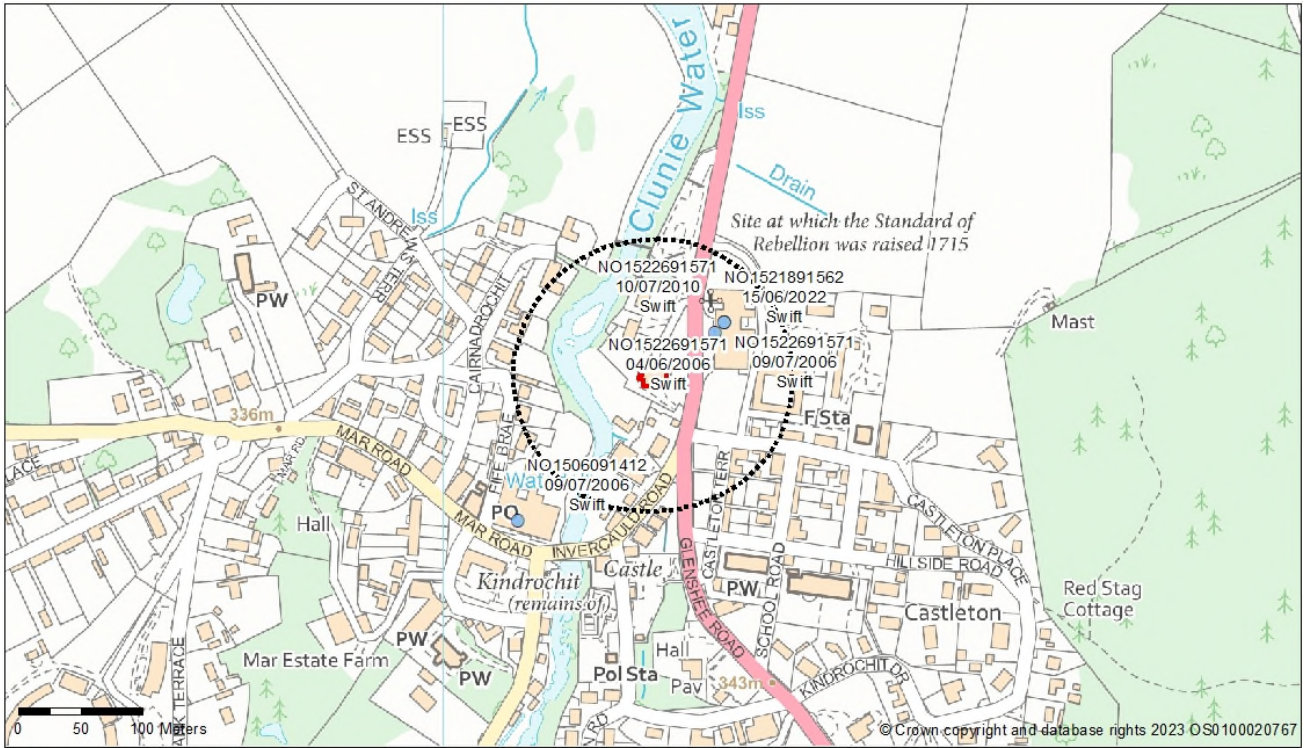 Clunie Water
Iss
ESS
ESS
Drain
ST ANDREW
TERR
Iss
Site at which the Standard of
Rebellion was raised 1715
PW
NO1522691571
10/07/2010
Swift
NO1521891562
15/06/2022
Swift
Mast
CAIRNADROCHIT
NO1522691571
04/06/2006
Swift
NO1522691571
09/07/2006
Swift
336m
F Sta
MAR ROAD
MAR RD
FIFE BRAE
NO1506091412
09/07/2006
Swift
PO
Hall
MAR ROAD
INVERCAULD ROAD
CASTLETON TERR
CASTLETON PLACE
HILLSIDE ROAD
GLENSHEE ROAD
SCHOOL ROAD
Castle
Kindrochit
(remains of)
PW
Red Stag
Cottage
Castleton
PW
PW
Mar Estate Farm
Hall
Pol Sta
Pav
343m
KINDROCHIT DR
TERRACE
0 50 100 Meters
© Crown copyright and database rights 2023 OS0100020767